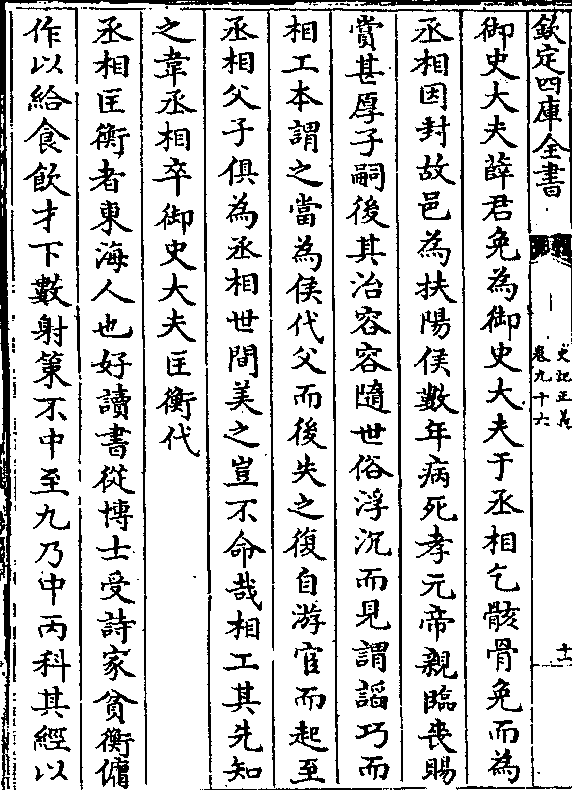 欽定四庫全書
史記正義
卷九十六
十一
御史大夫薛君免為御史大夫于丞相乞骸骨免而為
丞相因封故邑為扶陽侯數年病死孝元帝親臨喪賜
賞甚厚子嗣後其治容容隨世俗浮沉而見謂謟巧而
相工本謂之當為侯代父而後失之復自游宦而起至
丞相父子俱為丞相世間美之豈不命哉相工其先知
之韋丞相卒御史大夫匡衡代
丞相匡衡者東海人也好讀書從博士受詩家貧衡傭
作以給食飲才下數射策不中至九乃中丙科其經以